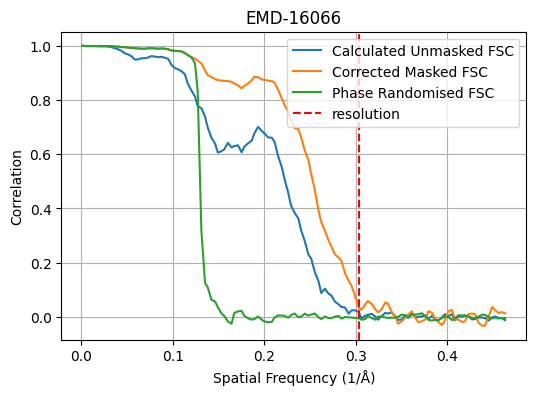 EMD-16066
Calculated Unmasked FSC
Corrected Masked FSC
Phase Randomised FSC
resolution
Correlation
1.0
0.8
0.6
0.4
0.2
0.0
0.0 0.1 0.2 0.3 0.4
Spatial Frequency (1/Å)